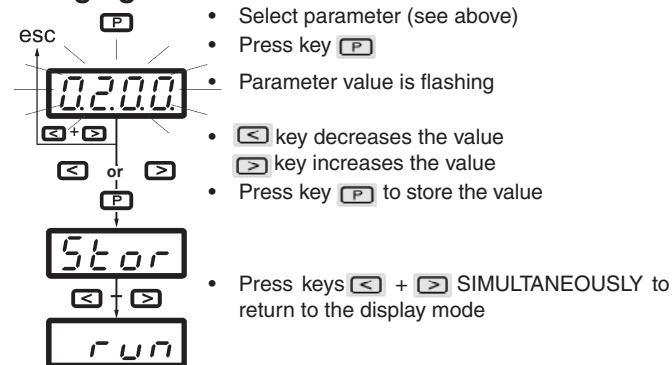 P
esc
0.2.0.0.
< + >
< or >
P
Stor
< + >
run
• Select parameter (see above)
• Press key P
• Parameter value is flashing
• < key decreases the value
> key increases the value
• Press key P to store the value
• Press keys < + > SIMULTANEOUSLY to
return to the display mode